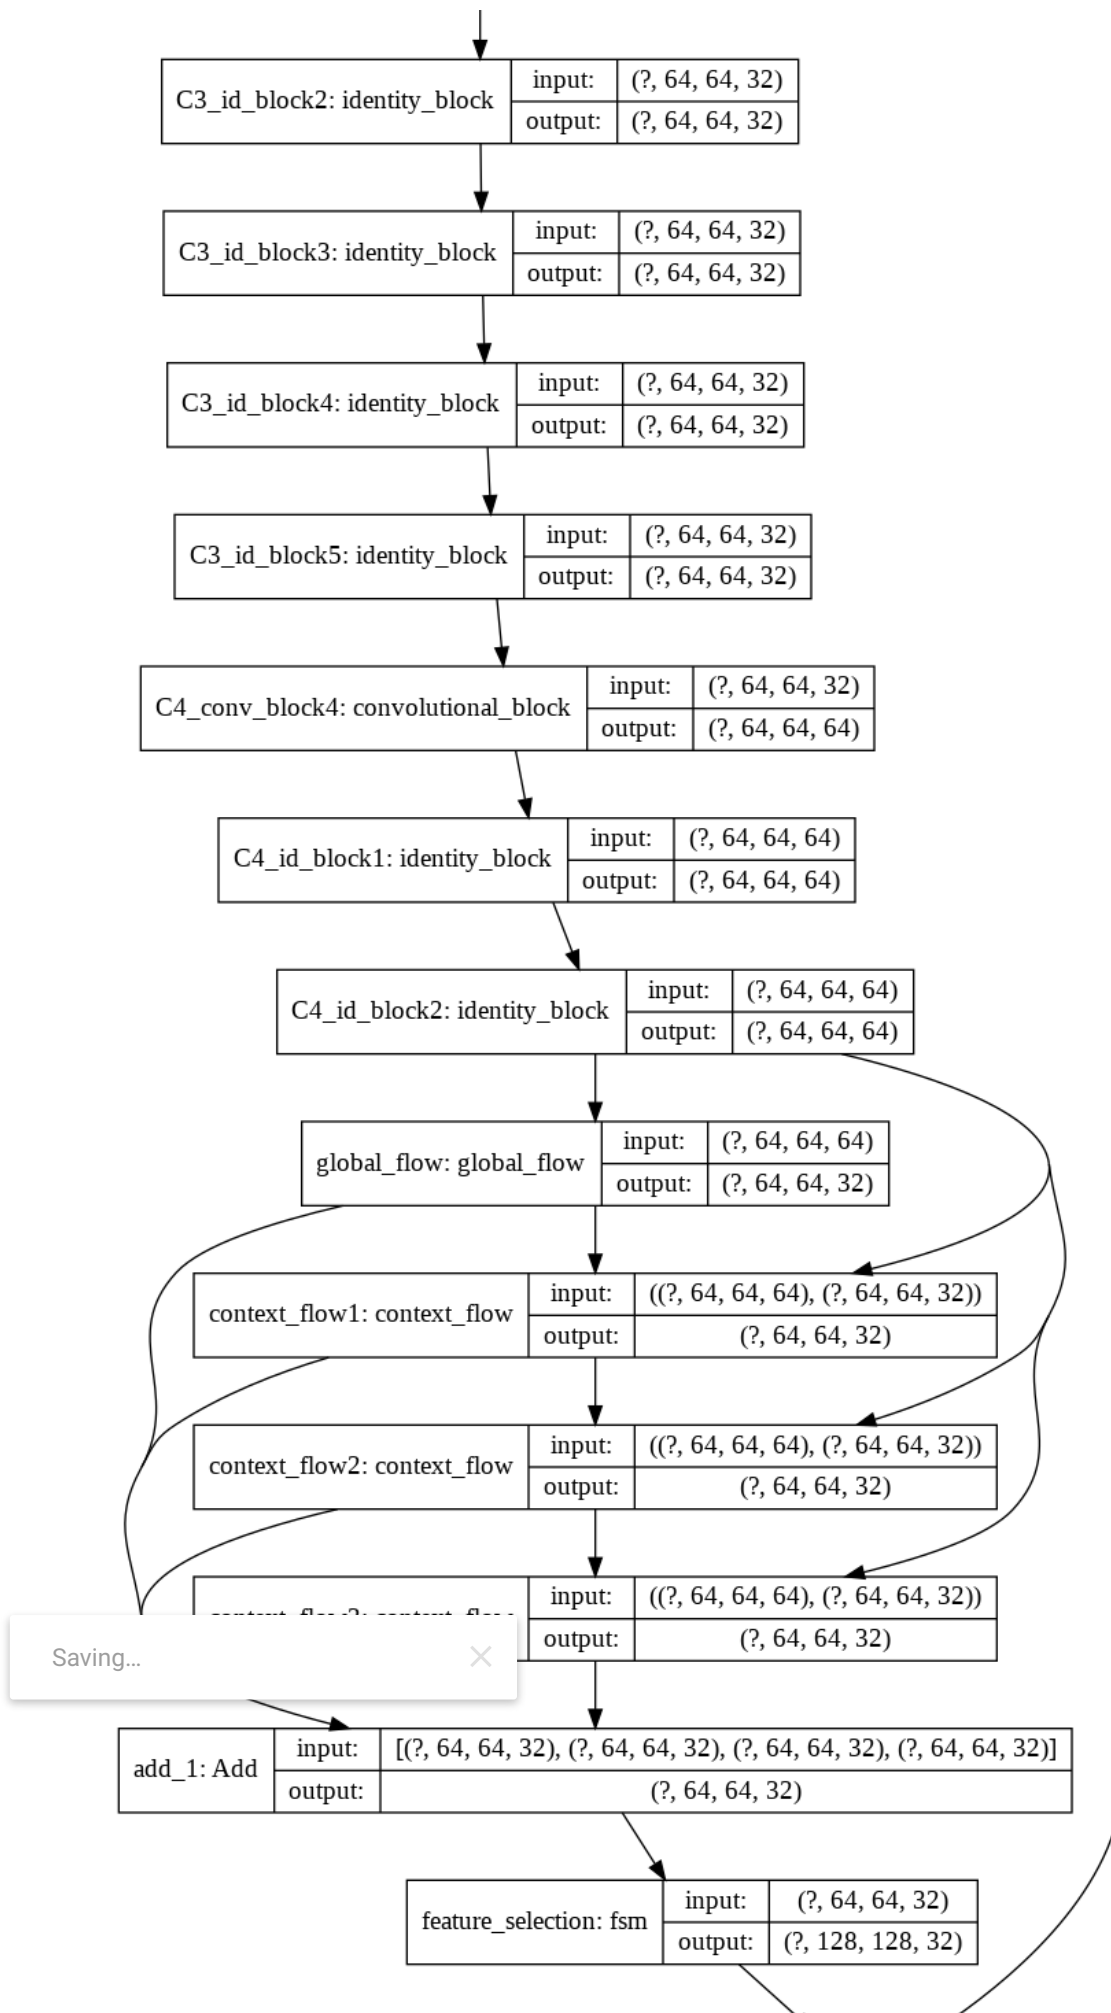 C3_id_block2: identity_block
input: (?, 64, 64, 32)
output: (?, 64, 64, 32)
C3_id_block3: identity_block
input: (?, 64, 64, 32)
output: (?, 64, 64, 32)
C3_id_block4: identity_block
input: (?, 64, 64, 32)
output: (?, 64, 64, 32)
C3_id_block5: identity_block
input: (?, 64, 64, 32)
output: (?, 64, 64, 32)
C4_conv_block4: convolutional_block
input: (?, 64, 64, 32)
output: (?, 64, 64, 64)
C4_id_block1: identity_block
input: (?, 64, 64, 64)
output: (?, 64, 64, 64)
C4_id_block2: identity_block
input: (?, 64, 64, 64)
output: (?, 64, 64, 64)
global_flow: global_flow
input: (?, 64, 64, 64)
output: (?, 64, 64, 32)
context_flow1: context_flow
input: ((?, 64, 64, 64), (?, 64, 64, 32))
output: (?, 64, 64, 32)
context_flow2: context_flow
input: ((?, 64, 64, 64), (?, 64, 64, 32))
output: (?, 64, 64, 32)
input: ((?, 64, 64, 64), (?, 64, 64, 32))
output: (?, 64, 64, 32)
Saving...
add_1: Add
input: [(?, 64, 64, 32), (?, 64, 64, 32), (?, 64, 64, 32), (?, 64, 64, 32)]
output: (?, 64, 64, 32)
feature_selection: fsm
input: (?, 64, 64, 32)
output: (?, 128, 128, 32)